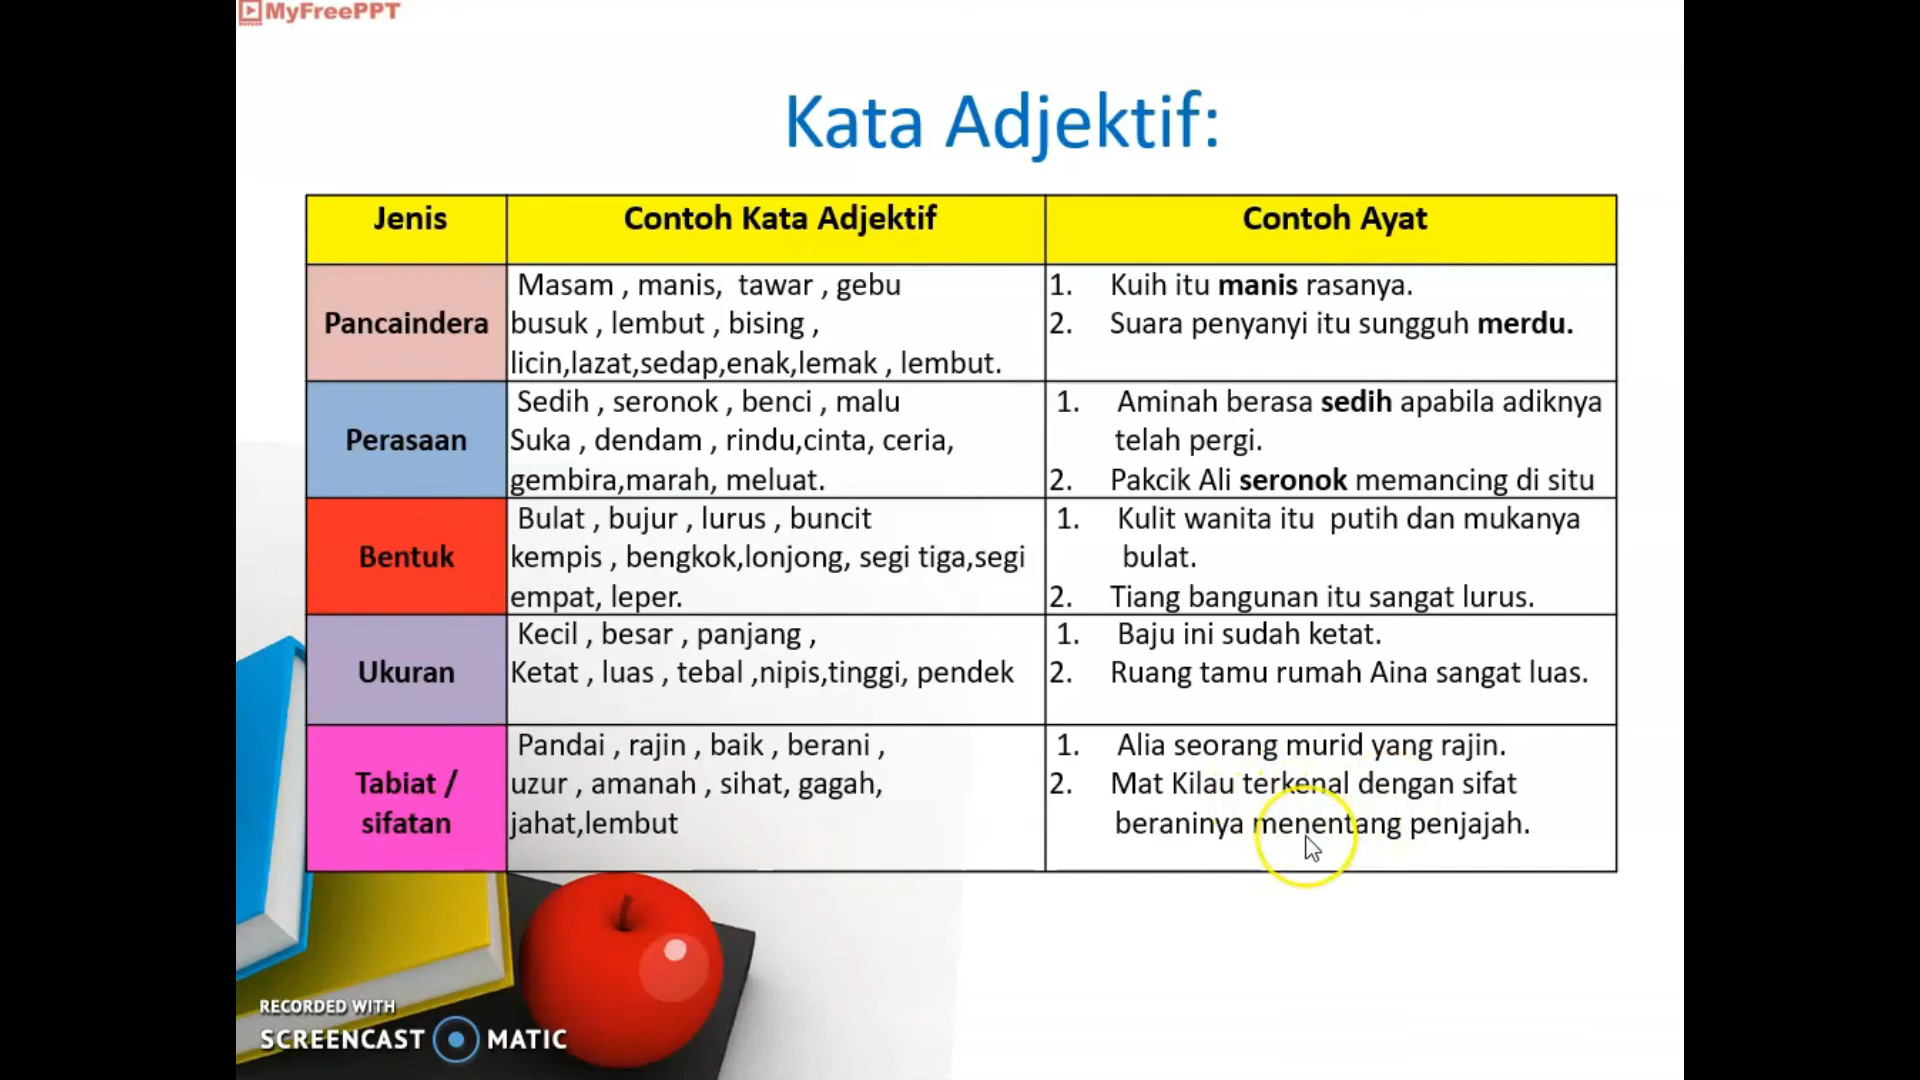 MyFreePPT
Kata Adjektif:
Jenis
Contoh Kata Adjektif
Contoh Ayat
Pancaindera
Masam , manis,  tawar , gebu
busuk , lembut , bising ,
licin,lazat,sedap,enak,lemak , lembut.
1. Kuih itu manis rasanya.
2. Suara penyanyi itu sungguh merdu.
Perasaan
Sedih , seronok , benci , malu
Suka , dendam , rindu,cinta, ceria,
gembira,marah, meluat.
1. Aminah berasa sedih apabila adiknya
telah pergi.
2. Pakcik Ali seronok memancing di situ
Bentuk
Bulat , bujur , lurus , buncit
kempis , bengkok,lonjong, segi tiga,segi
empat, leper.
1. Kulit wanita itu  putih dan mukanya
bulat.
2. Tiang bangunan itu sangat lurus.
Ukuran
Kecil , besar , panjang ,
Ketat , luas , tebal ,nipis,tinggi, pendek
1. Baju ini sudah ketat.
2. Ruang tamu rumah Aina sangat luas.
Tabiat /
sifatan
Pandai , rajin , baik , berani ,
uzur , amanah , sihat, gagah,
jahat,lembut
1. Alia seorang murid yang rajin.
2. Mat Kilau terkenal dengan sifat
beraninya menentang penjajah.
RECORDED WITH
SCREENCAST MATIC